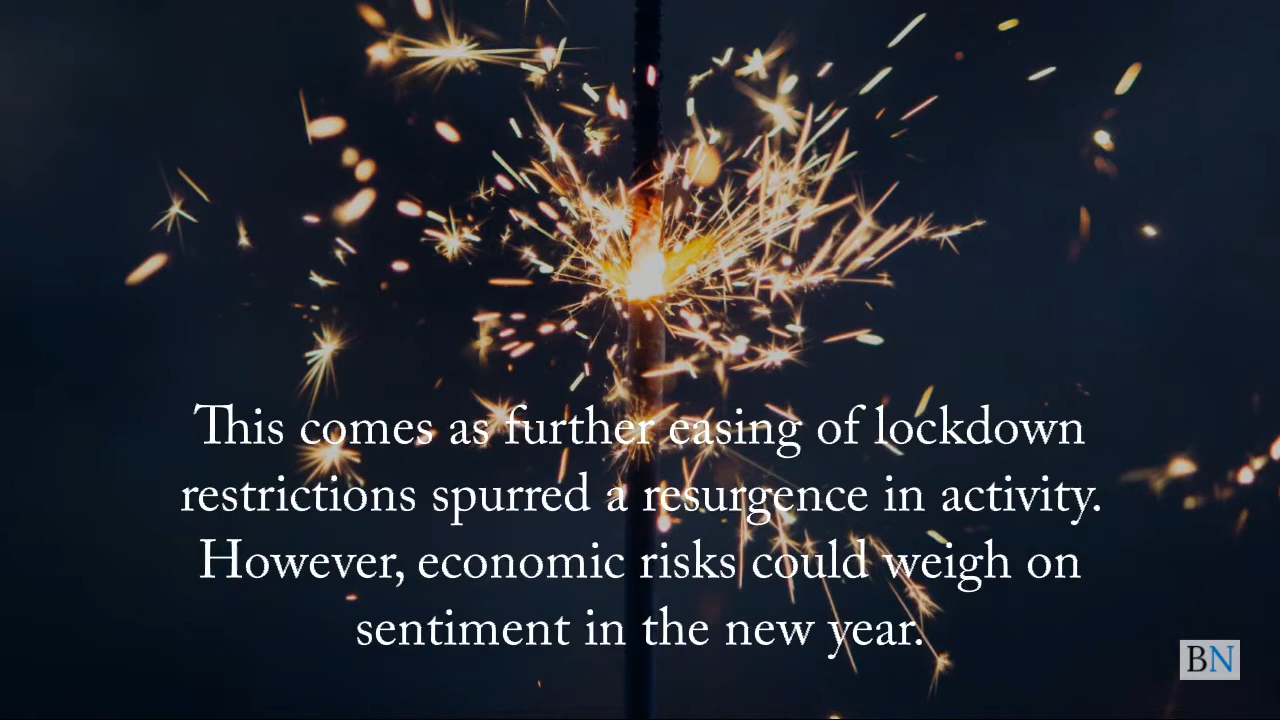 This comes as further easing of lockdown
restrictions spurred a resurgence in activity.
However, economic risks could weigh on
sentiment in the new year.
BN